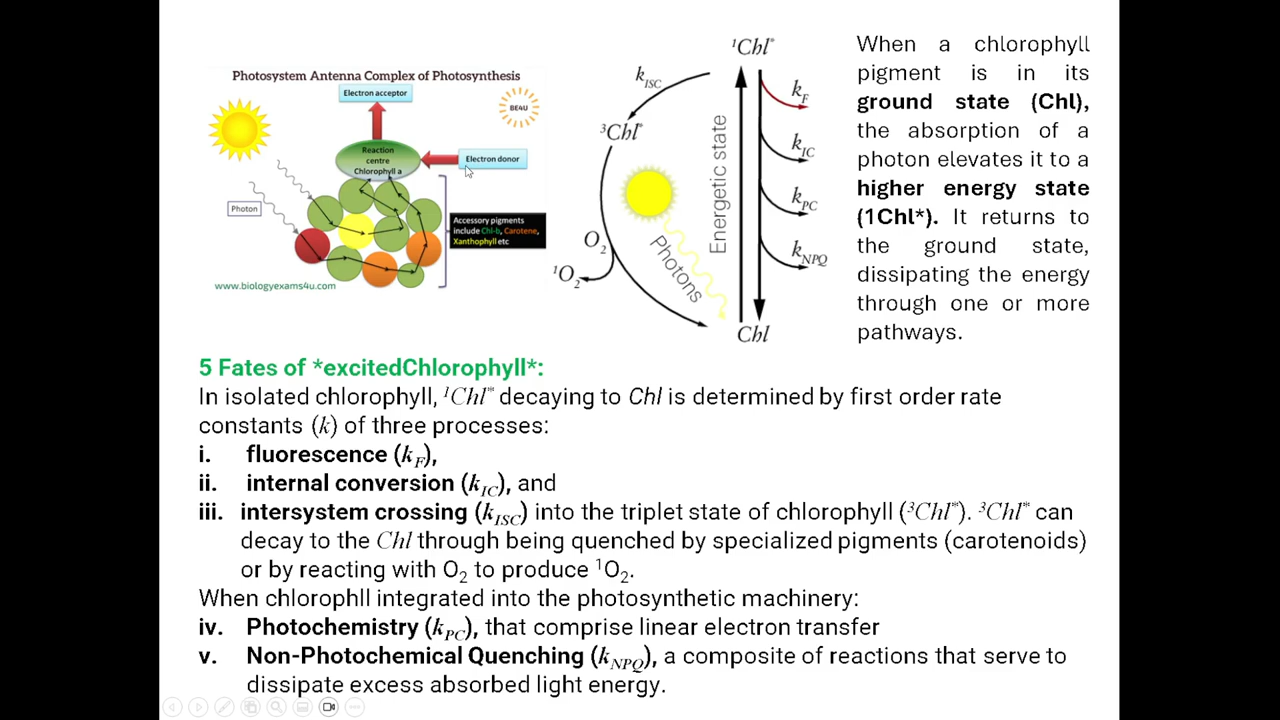 Photosystem Antenna Complex of Photosynthesis
Electron acceptor
BE4U
Reaction
centre
Chlorophyll a
Electron donor
Photon
Accessory pigments
include Chl-b, Carotene,
Xanthophyll etc
www.biologyexams4u.com
¹Chl*
k_ISC
³Chl*
O₂
¹O₂
Photons
Energetic state
k_F
k_IC
k_PC
k_NPQ
Chl
When a chlorophyll
pigment is in its
ground state (Chl),
the absorption of a
photon elevates it to a
higher energy state
(1Chl*). It returns to
the ground state,
dissipating the energy
through one or more
pathways.
5 Fates of *excitedChlorophyll*:
In isolated chlorophyll, ¹Chl* decaying to Chl is determined by first order rate
constants (k) of three processes:
i. fluorescence (k_F),
ii. internal conversion (k_IC), and
iii. intersystem crossing (k_ISC) into the triplet state of chlorophyll (³Chl*). ³Chl* can
decay to the Chl through being quenched by specialized pigments (carotenoids)
or by reacting with O₂ to produce ¹O₂.
When chlorophll integrated into the photosynthetic machinery:
iv. Photochemistry (k_PC), that comprise linear electron transfer
v. Non-Photochemical Quenching (k_NPQ), a composite of reactions that serve to
dissipate excess absorbed light energy.